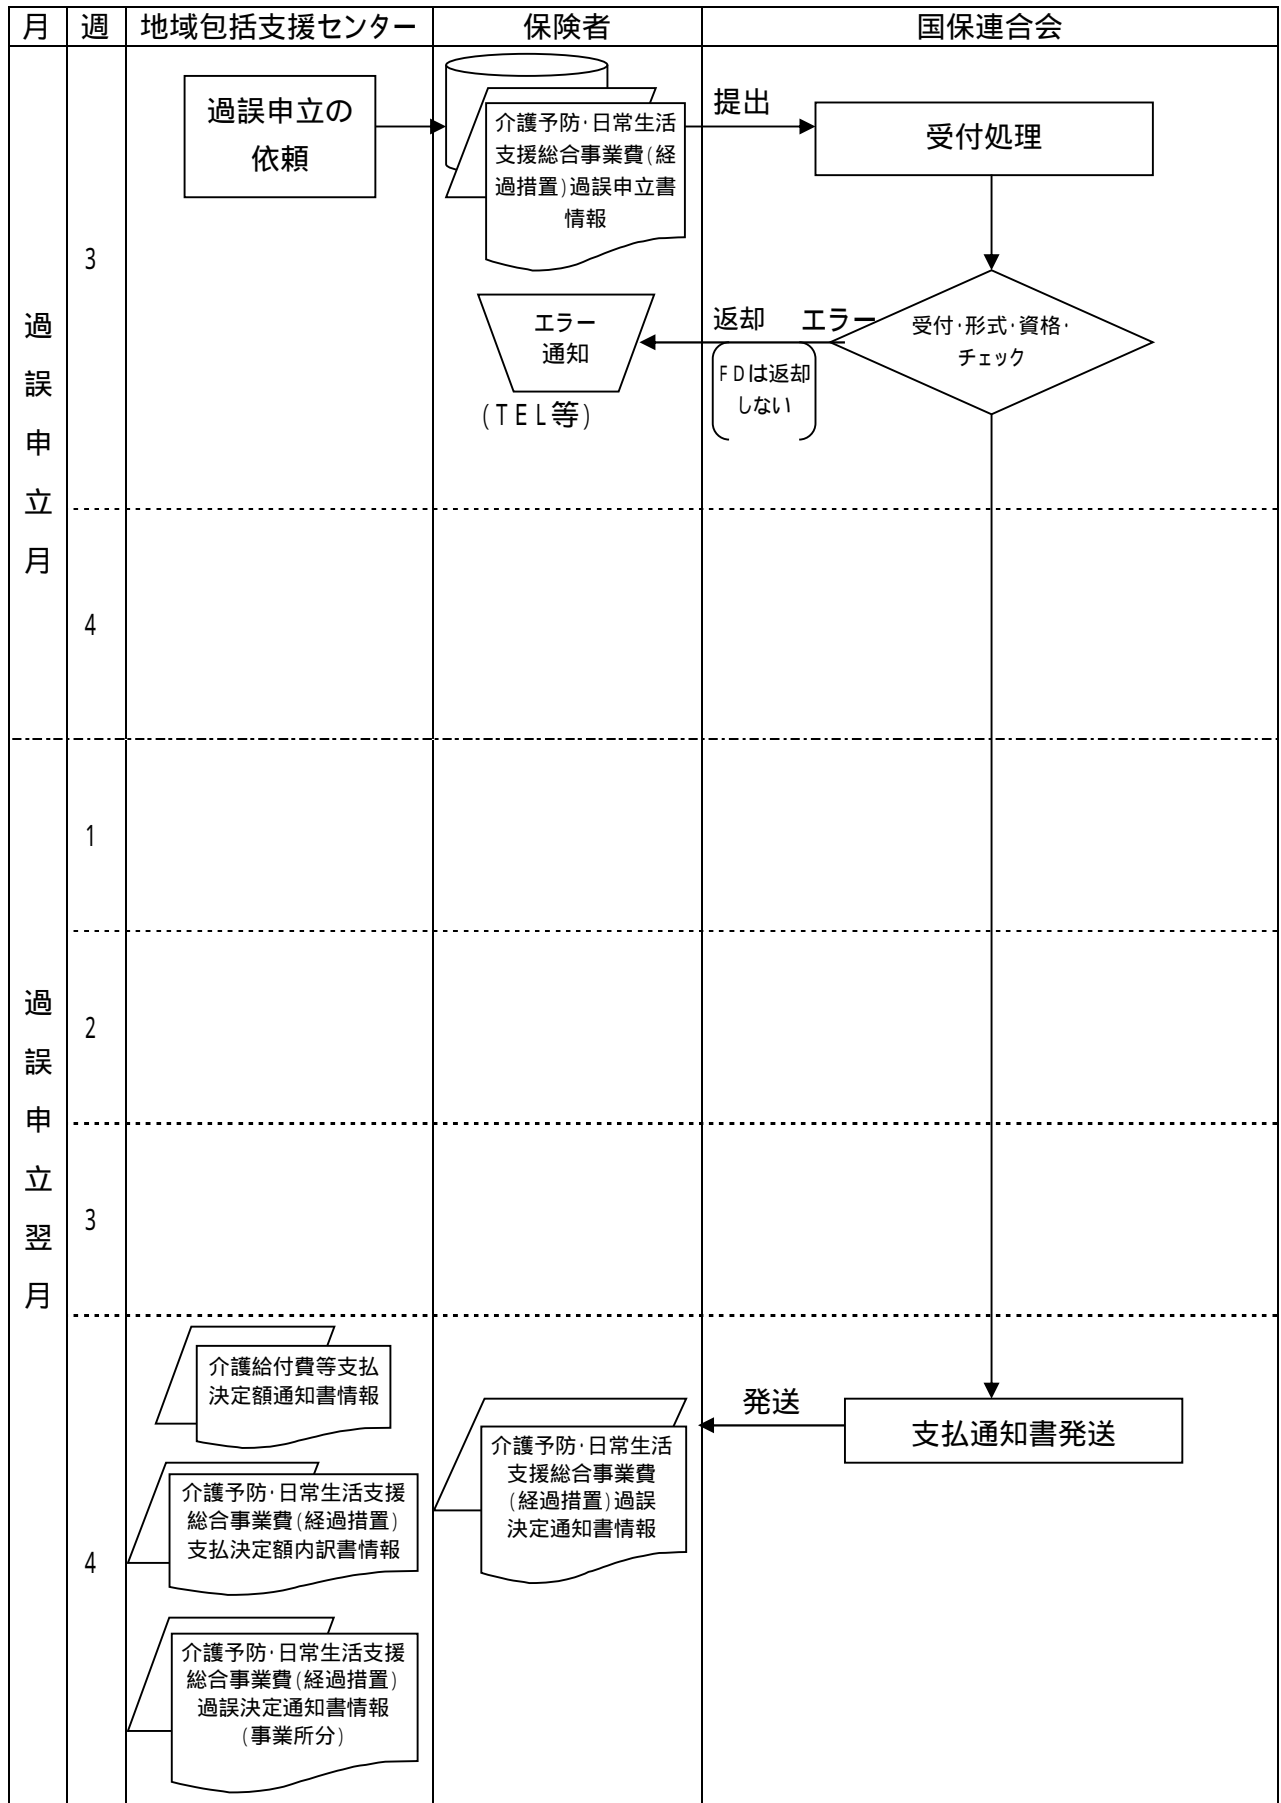 月 週 地域包括支援センター 保険者 国保連合会
過誤申立月
3
過誤申立の
依頼
介護予防･日常生活
支援総合事業費(経
過措置)過誤申立書
情報
提出
受付処理
エラー
通知
(TEL等)
返却 エラー
FDは返却
しない
受付･形式･資格･
チェック
4
過誤申立翌月
1
2
3
4
介護給付費等支払
決定額通知書情報
介護予防･日常生活支援
総合事業費(経過措置)
支払決定額内訳書情報
介護予防･日常生活支援
総合事業費(経過措置)
過誤決定通知書情報
(事業所分)
介護予防･日常生活
支援総合事業費
(経過措置)過誤
決定通知書情報
発送
支払通知書発送